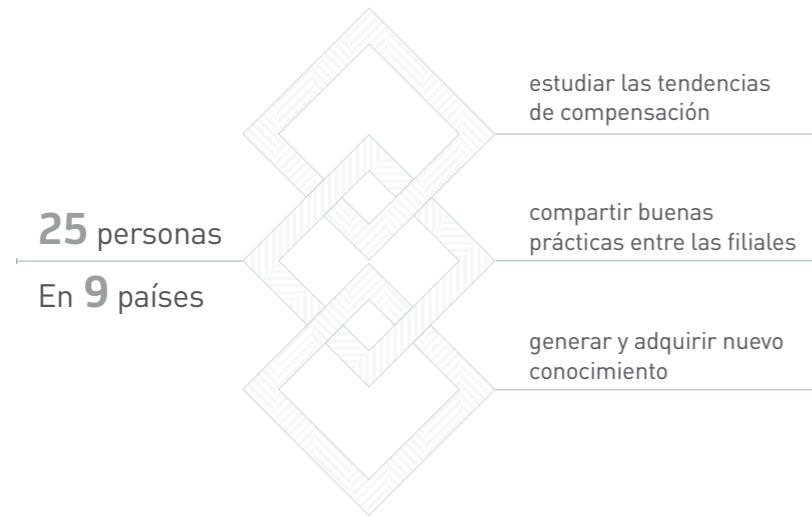 25 personas
En 9 países
estudiar las tendencias
de compensación
compartir buenas
prácticas entre las filiales
generar y adquirir nuevo
conocimiento